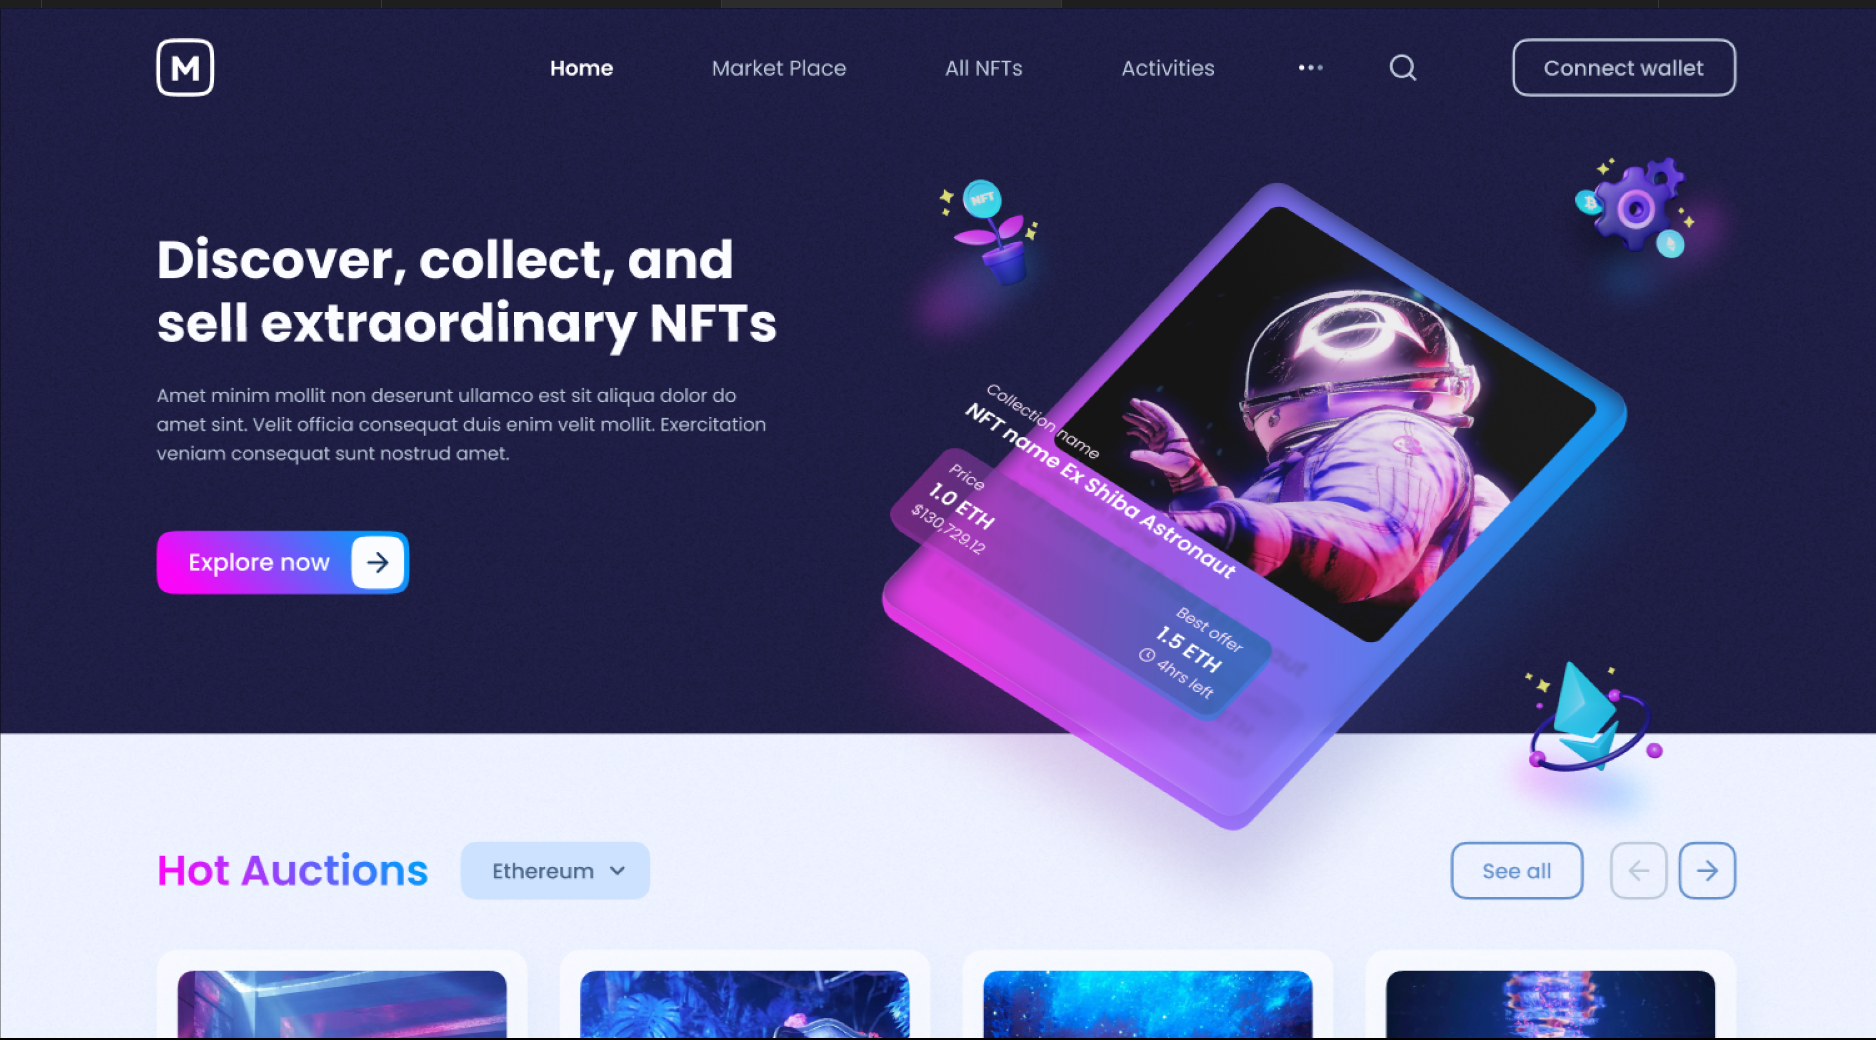 M
Home
Market Place
All NFTs
Activities
Connect wallet
Discover, collect, and
sell extraordinary NFTs
Amet minim mollit non deserunt ullamco est sit aliqua dolor do
amet sint. Velit officia consequat duis enim velit mollit. Exercitation
veniam consequat sunt nostrud amet.
Explore now
NFT
Collection name
NFT name Ex Shiba Astronaut
Price
1.0 ETH
$130,729.12
Best offer
1.5 ETH
4hrs left
Hot Auctions
Ethereum
See all